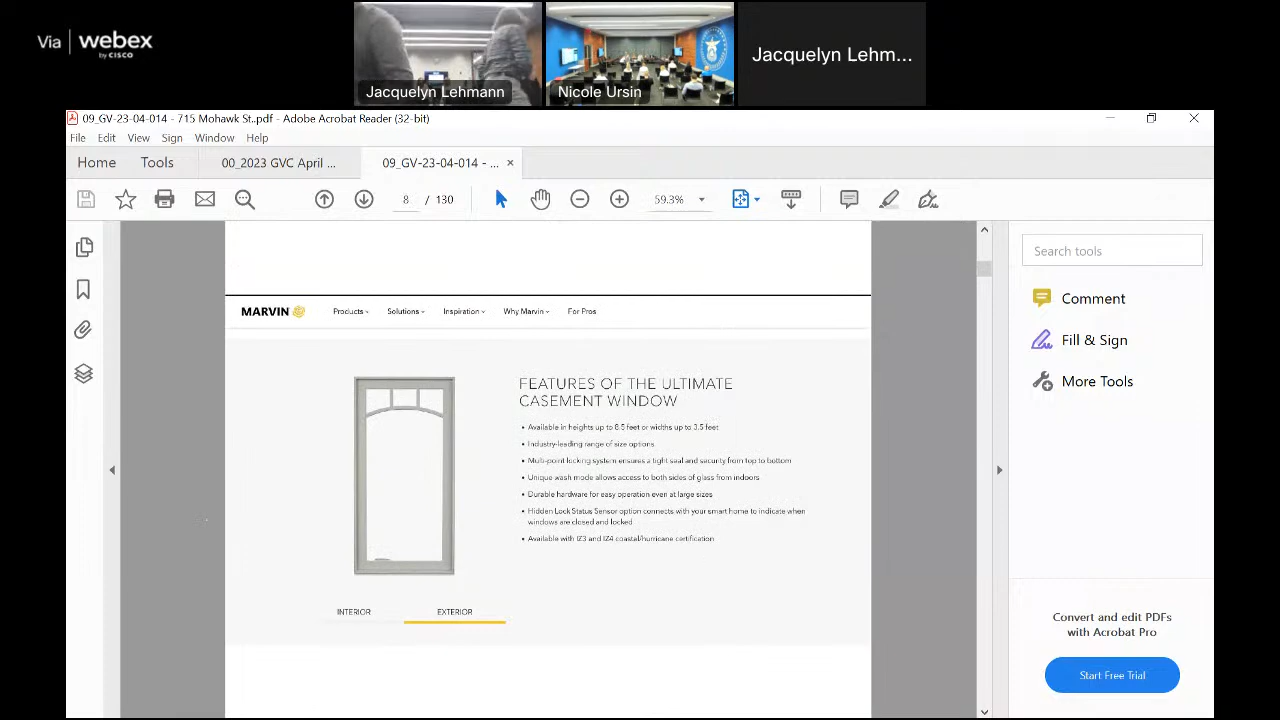 Via webex
by CISCO
Jacquelyn Lehmann
Nicole Ursin
Jacquelyn Lehm...
09_GV-23-04-014 - 715 Mohawk St..pdf - Adobe Acrobat Reader (32-bit)
File Edit View Sign Window Help
Home Tools 00_2023 GVC April ... 09_GV-23-04-014 - ... ×
8 / 130 59.3%
Search tools
Comment
Fill & Sign
More Tools
MARVIN Products Solutions Inspiration Why Marvin For Pros
FEATURES OF THE ULTIMATE
CASEMENT WINDOW
• Available in heights up to 8.5 feet or widths up to 3.5 feet
• Industry-leading range of size options
• Multi-point locking system ensures a tight seal and security from top to bottom
• Unique wash mode allows access to both sides of glass from indoors
• Durable hardware for easy operation even at large sizes
• Hidden Lock Status Sensor option connects with your smart home to indicate when
windows are closed and locked
• Available with IZ3 and IZ4 coastal/hurricane certification
INTERIOR EXTERIOR
Convert and edit PDFs
with Acrobat Pro
Start Free Trial